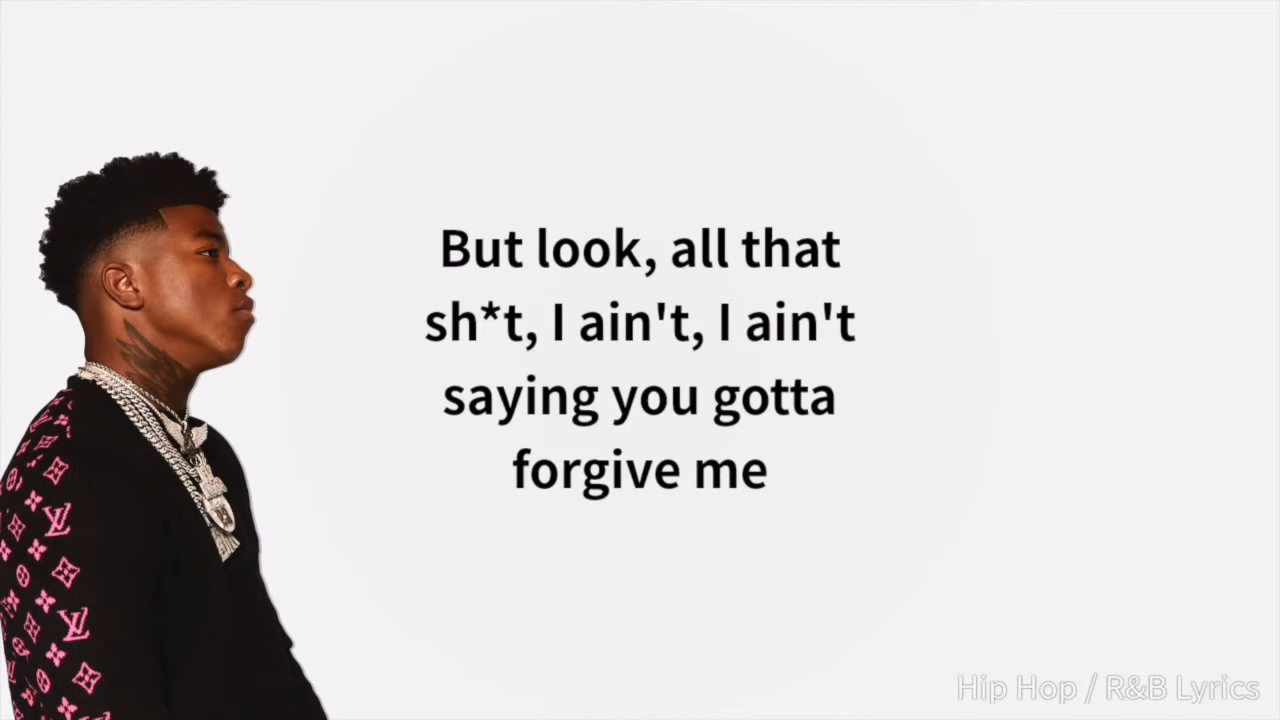 But look, all that
sh*t, I ain't, I ain't
saying you gotta
forgive me
Hip Hop / R&B Lyrics